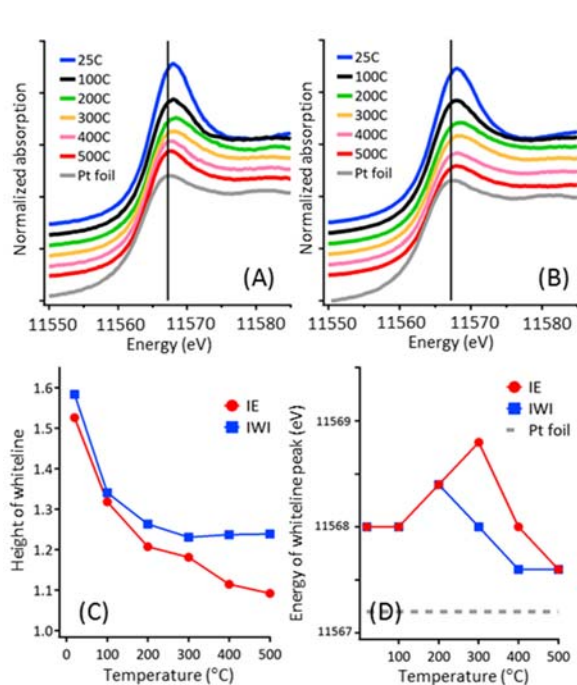 Normalized absorption
25C
100C
200C
300C
400C
500C
Pt foil
(A)
11550 11560 11570 11580
Energy (eV)
Normalized absorption
25C
100C
200C
300C
400C
500C
Pt foil
(B)
11550 11560 11570 11580
Energy (eV)
Height of whiteline
1.6
1.5
1.4
1.3
1.2
1.1
1.0
IE
IWI
(C)
0 100 200 300 400 500
Temperature (°C)
Energy of whiteline peak (eV)
11569
11568
11567
IE
IWI
Pt foil
(D)
100 200 300 400 500
Temperature (°C)